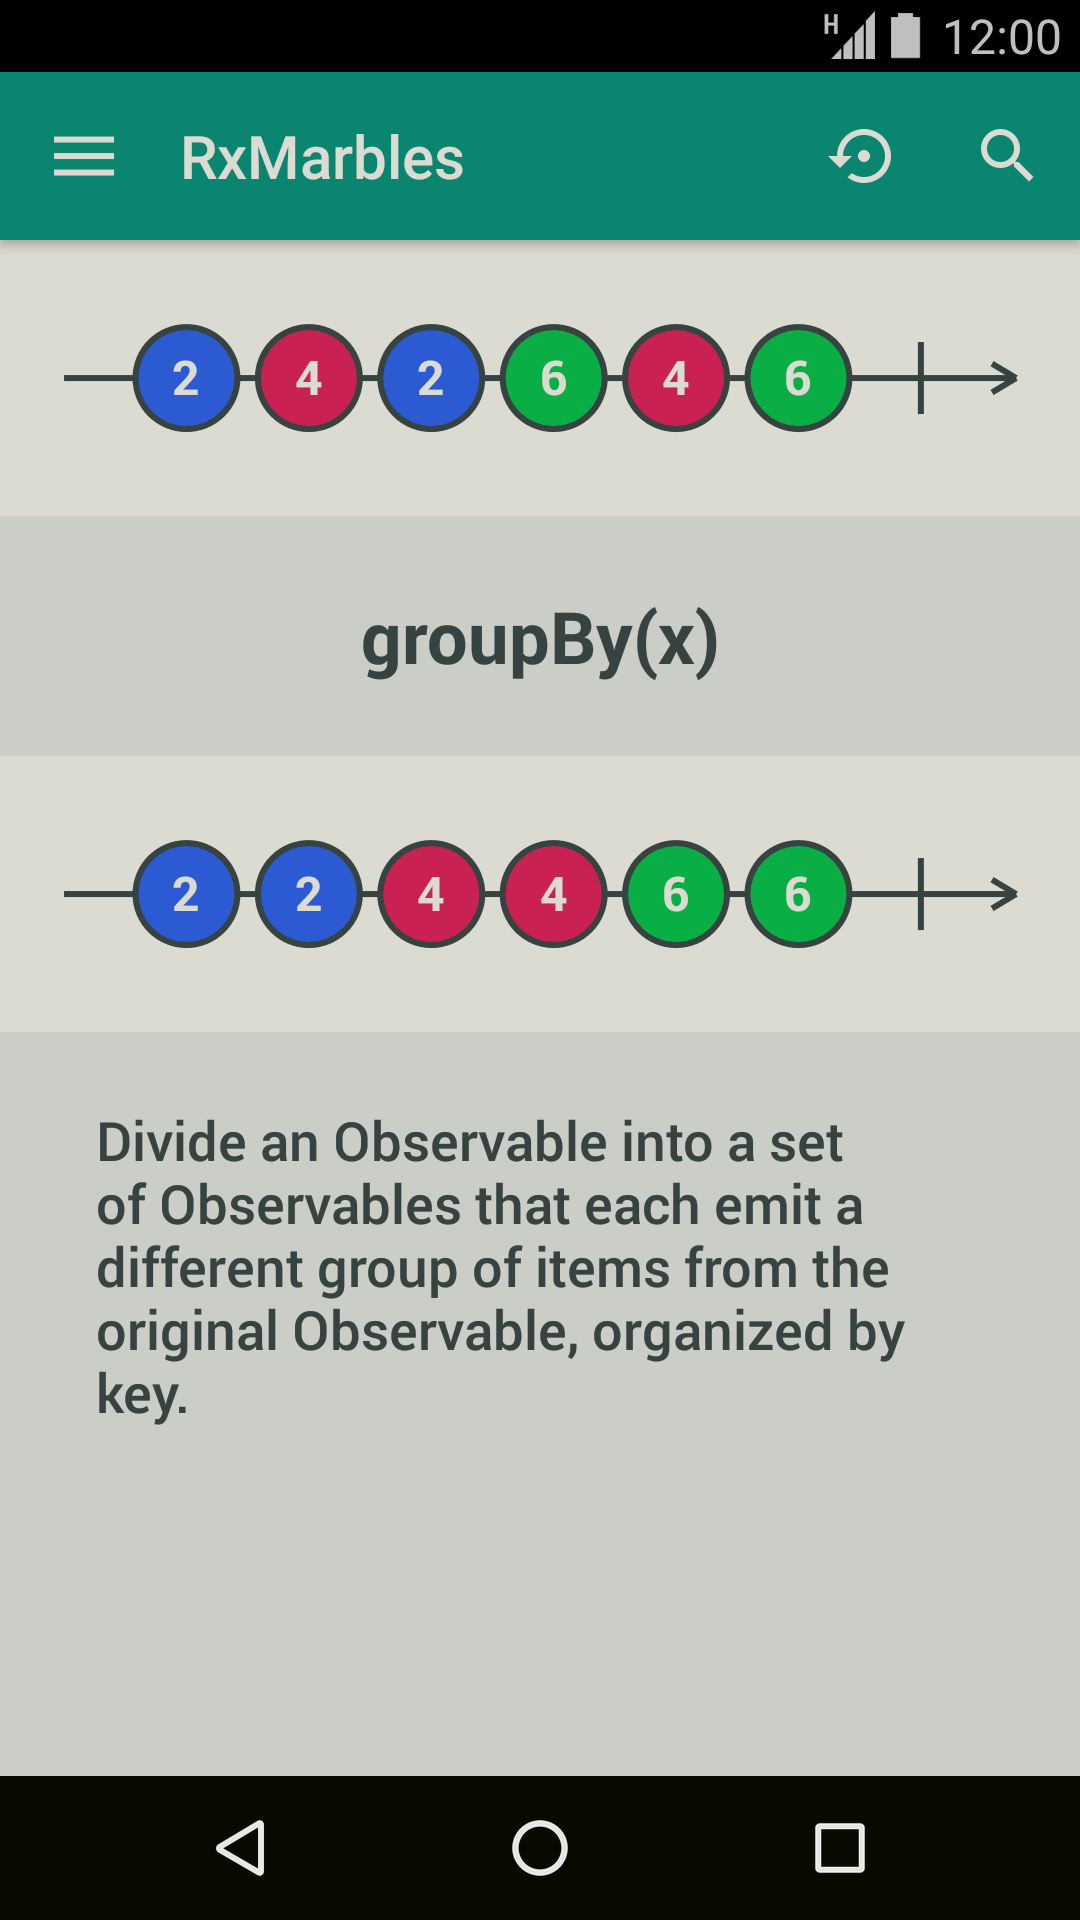 H 12:00
RxMarbles
2 4 2 6 4 6
groupBy(x)
2 2 4 4 6 6
Divide an Observable into a set
of Observables that each emit a
different group of items from the
original Observable, organized by
key.